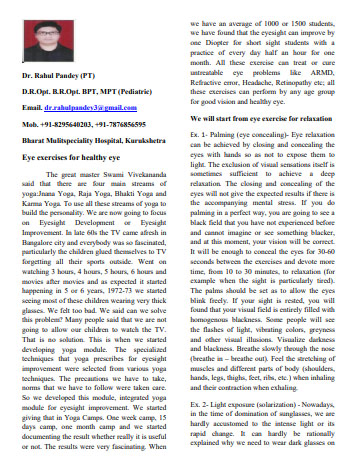 Dr. Rahul Pandey (PT)
D.R.Opt. B.R.Opt. BPT, MPT (Pediatric)
Email. dr.rahulpandey3@gmail.com
Moh. +91-8295640203, +91-7876856595
Bharat Mulitspeciality Hospital, Kurukshetra
Eye exercises for healthy eye
The great master Swami Vivekananda
said that there are four main streams of
yoga:Jnana Yoga, Raja Yoga, Bhakti Yoga and
Karma Yoga. To use all these streams of yoga to
build the personality. We are now going to focus
on Eyesight Development or Eyesight
Improvement. In late 60s the TV came afresh in
Bangalore city and everybody was so fascinated,
particularly the children glued themselves to TV
forgetting all their sports outside. Went on
watching 3 hours, 4 hours, 5 hours, 6 hours and
movies after movies and as expected it started
happening in 5 or 6 years, 1972-73 we started
seeing most of these children wearing very thick
glasses. We felt too bad. We said can we solve
this problem? Many people said that we are not
going to allow our children to watch the TV.
That is no solution. This is when we started
developing yoga module. The specialized
techniques that yoga prescribes for eyesight
improvement were selected from various yoga
techniques. The precautions we have to take,
norms that we have to follow were taken care.
So we developed this module, integrated yoga
module for eyesight improvement. We started
giving that in Yoga Camps. One week camp, 15
days camp, one month camp and we started
documenting the result whether really it is useful
or not. The results were very fascinating. When
we have an average of 1000 or 1500 students,
we have found that the eyesight can improve by
one Diopter for short sight students with a
practice of every day half an hour for one
month. All these exercise can treat or cure
untreatable eye problems like ARMD,
Refractive error, Headache, Retinopathy etc; all
these exercises can perform by any age group
for good vision and healthy eye.
We will start from eye exercise for relaxation
Ex. 1- Palming (eye concealing)- Eye relaxation
can be achieved by closing and concealing the
eyes with hands so as not to expose them to
light. The exclusion of visual sensations itself is
sometimes sufficient to achieve a deep
relaxation. The closing and concealing of the
eyes will not give the expected results if there is
the accompanying mental stress. If you do
palming in a perfect way, you are going to see a
black field that you have not experienced before
and cannot imagine or see something blacker,
and at this moment, your vision will be correct.
It will be enough to conceal the eyes for 30-60
seconds between the exercises and devote more
time, from 10 to 30 minutes, to relaxation (for
example when the sight is particularly tired).
The palms should be set as to allow the eyes
blink freely. If your sight is rested, you will
found that your visual field is entirely filled with
homogenous blackness. Some people will see
the flashes of light, vibrating colors, greyness
and other visual illusions. Visualize darkness
and blackness. Breathe slowly through the nose
(breathe in – breathe out). Feel the stretching of
muscles and different parts of body (shoulders,
hands, legs, thighs, feet, ribs, etc.) when inhaling
and their contraction when exhaling.
Ex. 2- Light exposure (solarization) - Nowadays,
in the time of domination of sunglasses, we are
hardly accustomed to the intense light or its
rapid change. It can hardly be rationally
explained why we need to wear dark glasses on